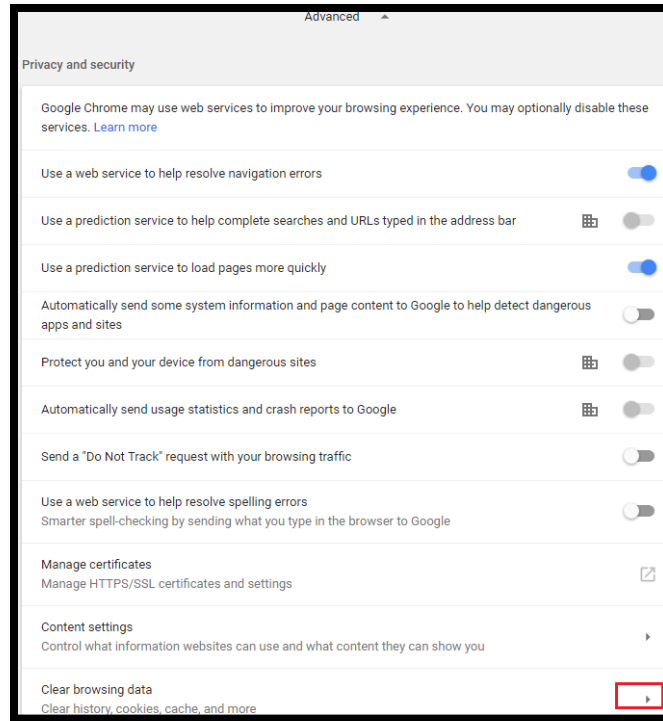 Advanced
Privacy and security
Google Chrome may use web services to improve your browsing experience. You may optionally disable these
services. Learn more
Use a web service to help resolve navigation errors
Use a prediction service to help complete searches and URLs typed in the address bar
Use a prediction service to load pages more quickly
Automatically send some system information and page content to Google to help detect dangerous
apps and sites
Protect you and your device from dangerous sites
Automatically send usage statistics and crash reports to Google
Send a "Do Not Track" request with your browsing traffic
Use a web service to help resolve spelling errors
Smarter spell-checking by sending what you type in the browser to Google
Manage certificates
Manage HTTPS/SSL certificates and settings
Content settings
Control what information websites can use and what content they can show you
Clear browsing data
Clear history, cookies, cache, and more